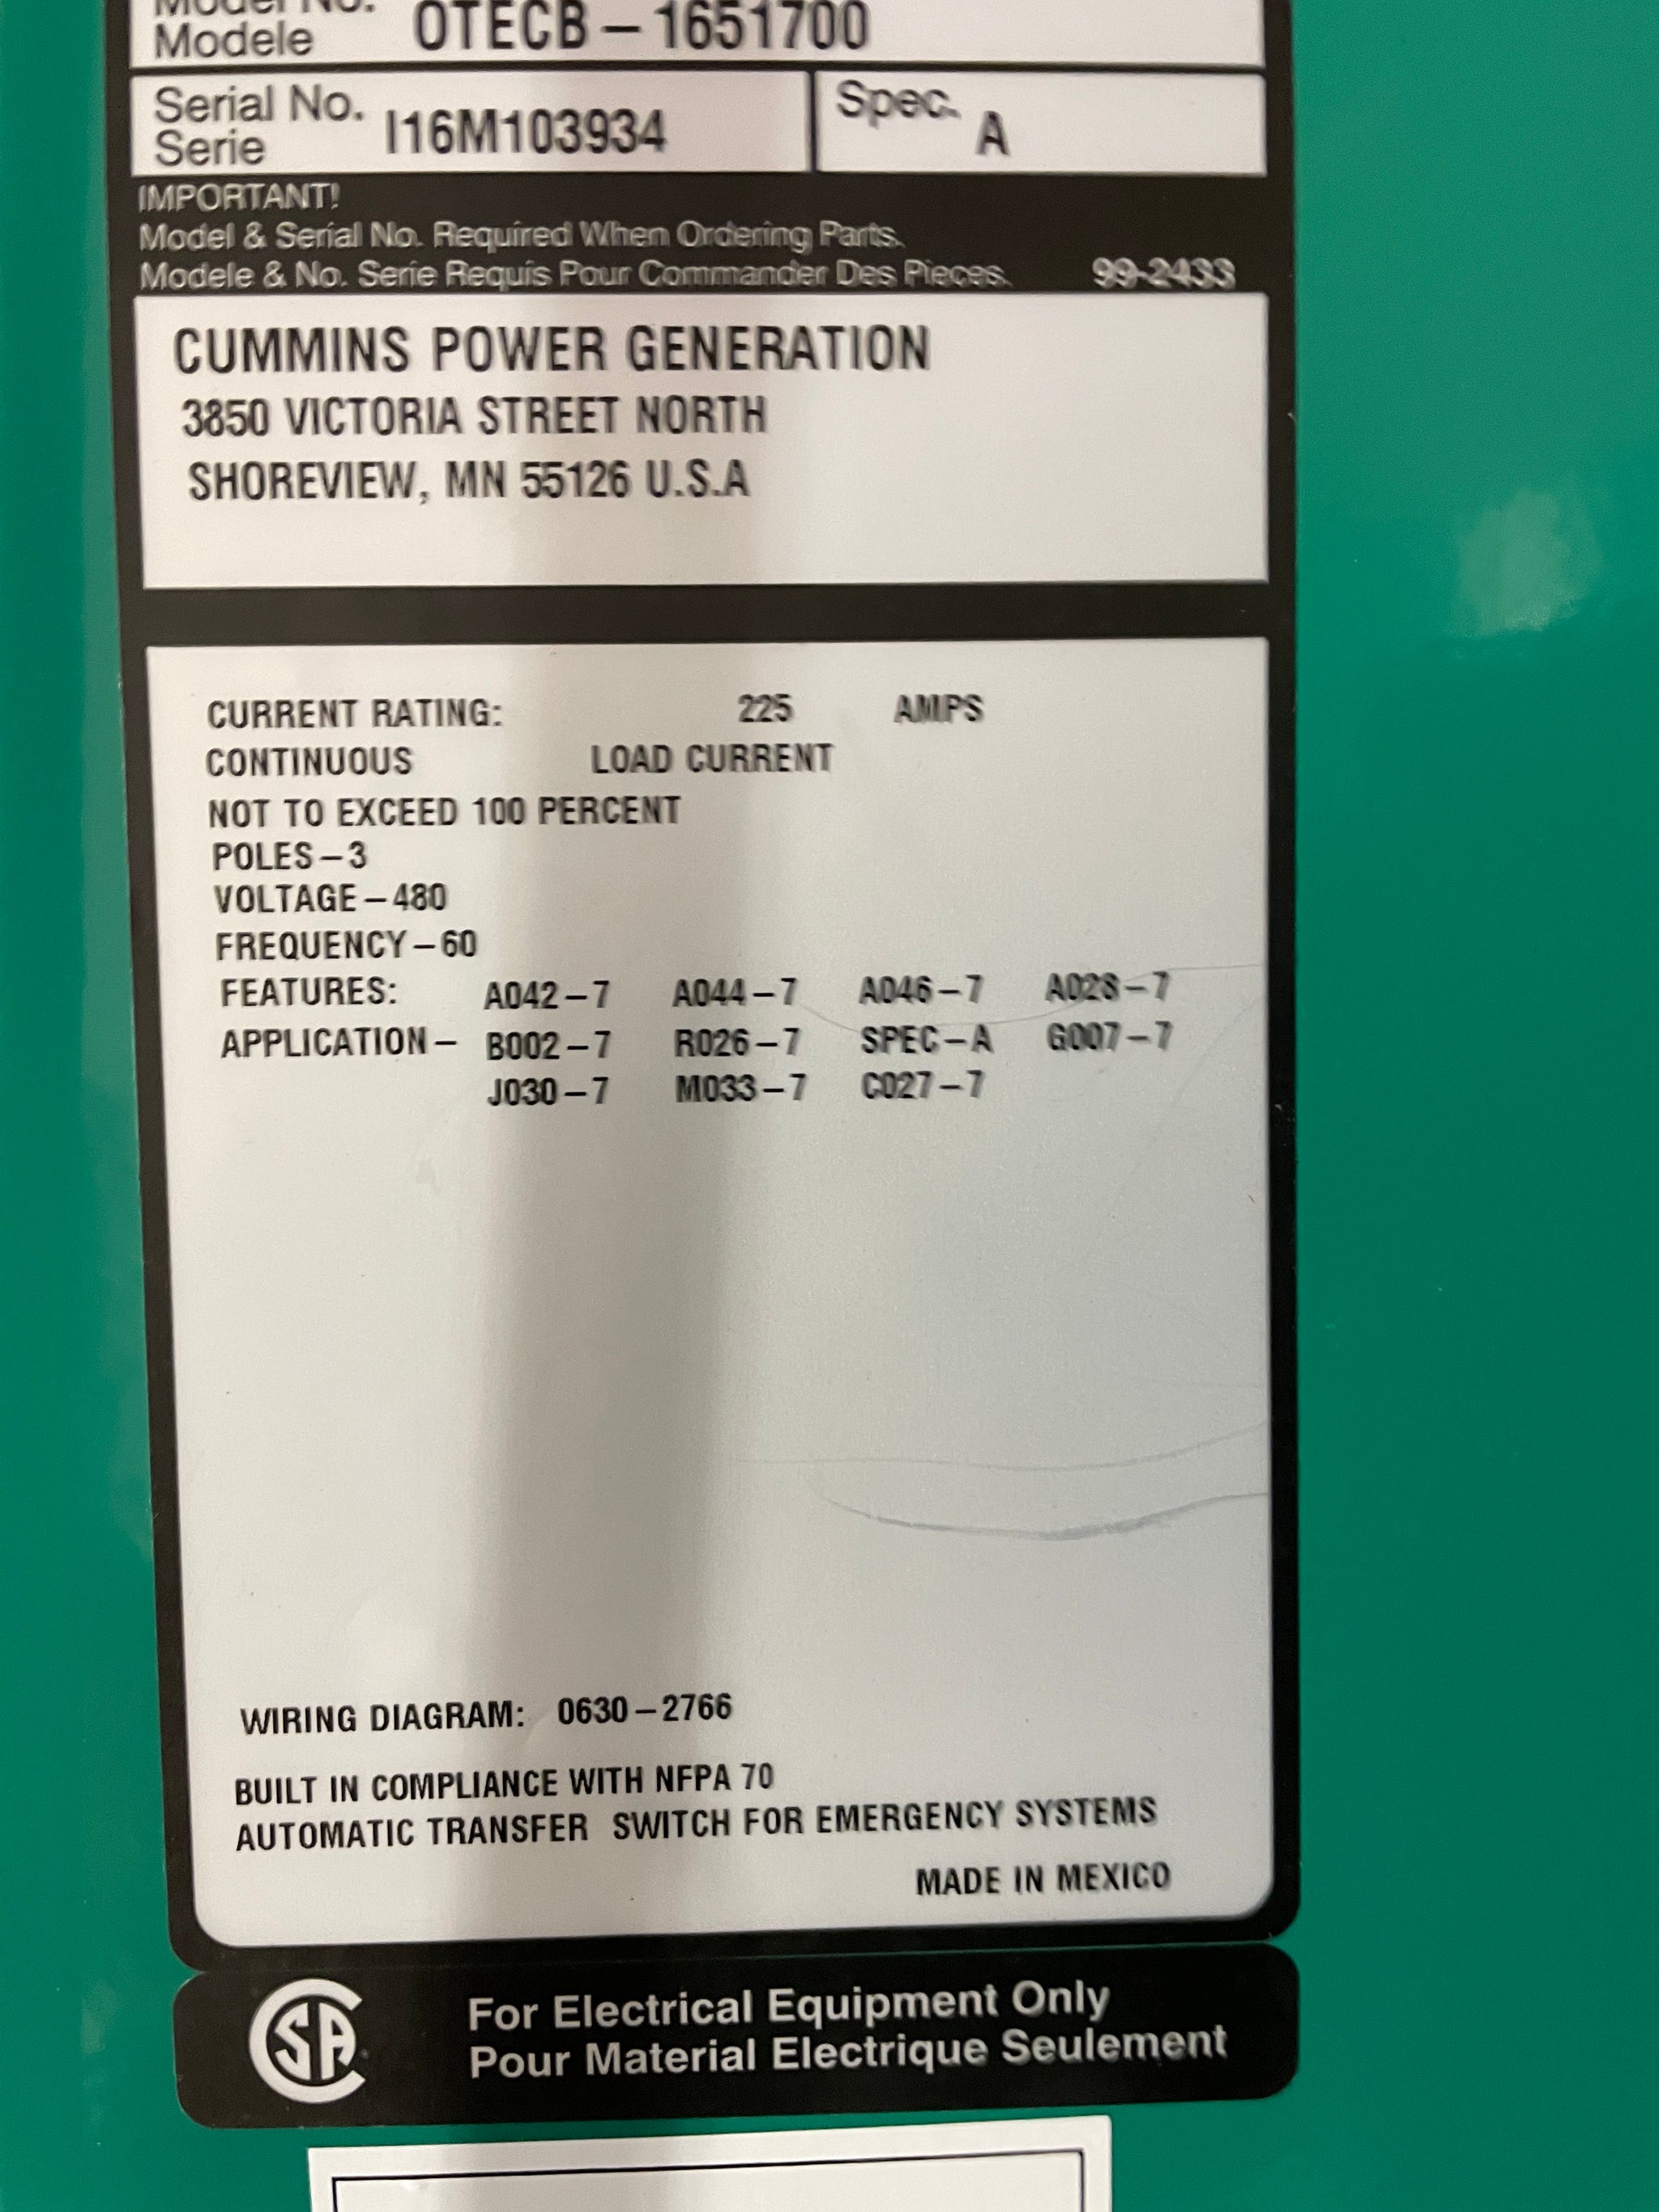 Model No.
Modele OTECB-1651700
Serial No.
Serie I16M103934
Spec. A
IMPORTANT!
Model & Serial No. Required When Ordering Parts.
Modele & No. Serie Requis Pour Commander Des Pieces. 99-2433
CUMMINS POWER GENERATION
3850 VICTORIA STREET NORTH
SHOREVIEW, MN 55126 U.S.A
CURRENT RATING: 225 AMPS
CONTINUOUS LOAD CURRENT
NOT TO EXCEED 100 PERCENT
POLES-3
VOLTAGE-480
FREQUENCY-60
FEATURES: A042-7 A044-7 A046-7 A028-7
APPLICATION- B002-7 R026-7 SPEC-A G007-7
J030-7 M033-7 C027-7
WIRING DIAGRAM: 0630-2766
BUILT IN COMPLIANCE WITH NFPA 70
AUTOMATIC TRANSFER SWITCH FOR EMERGENCY SYSTEMS
MADE IN MEXICO
CSA
For Electrical Equipment Only
Pour Material Electrique Seulement